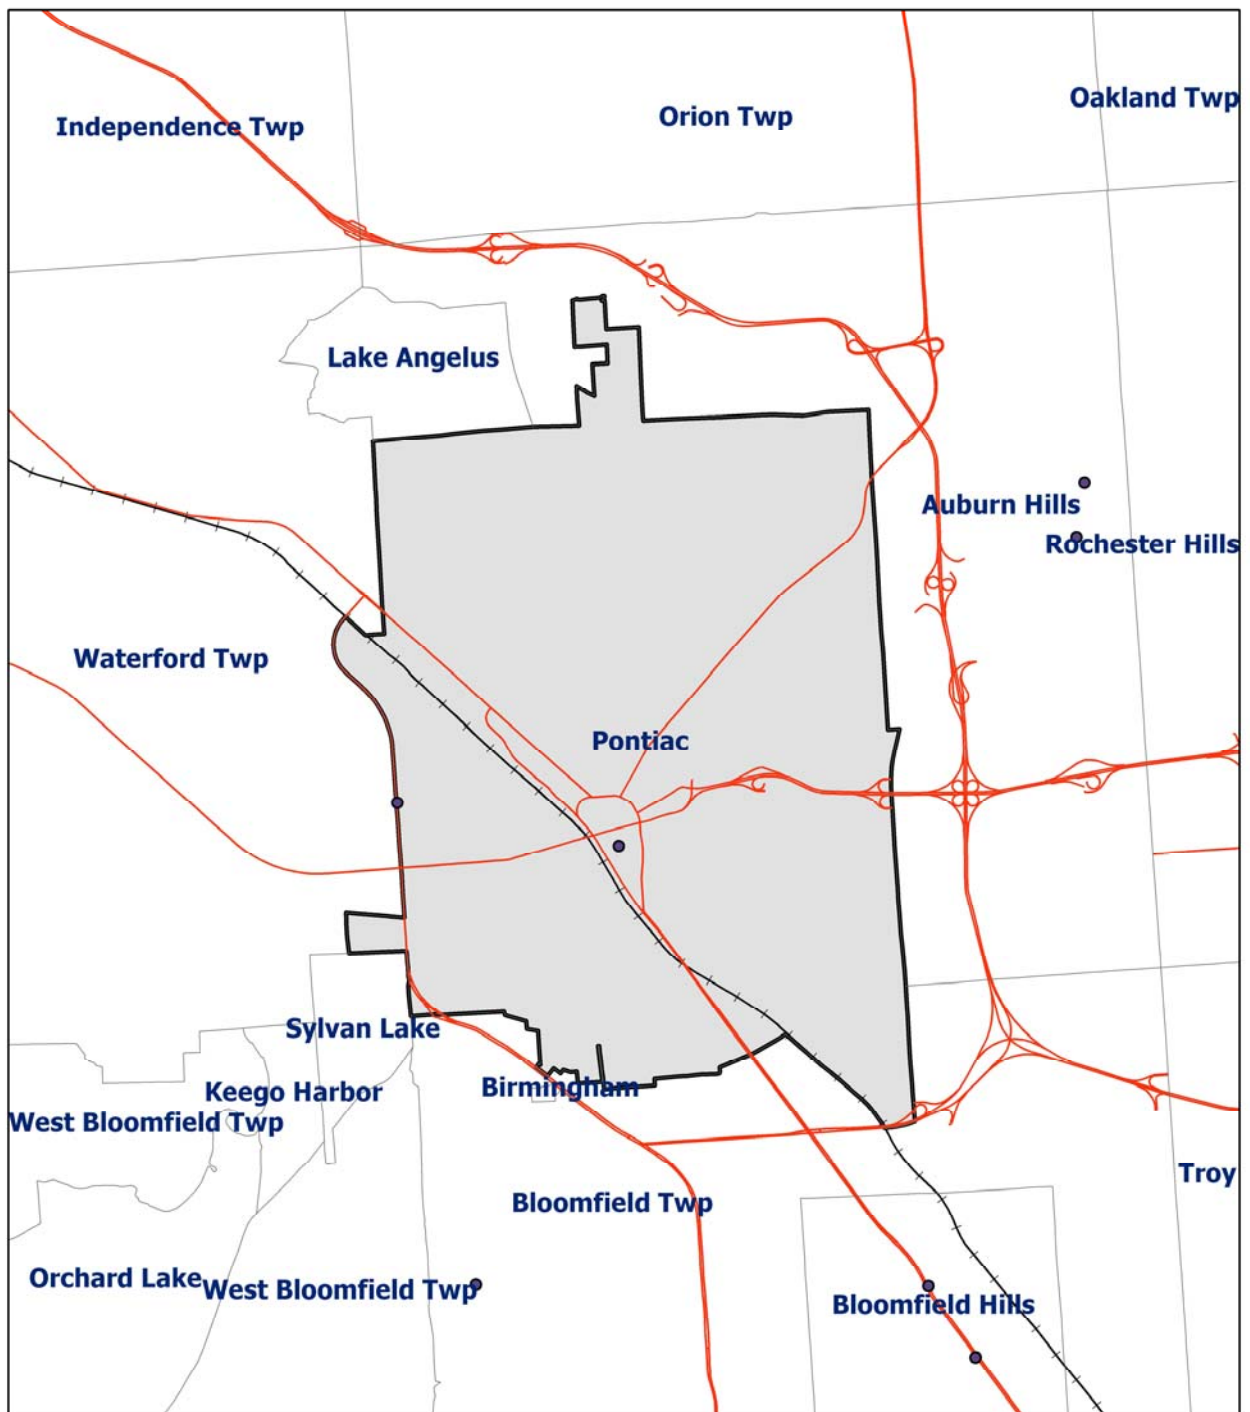 Oakland Twp
Orion Twp
Independence Twp
Lake Angelus
Auburn Hills
Rochester Hills
Waterford Twp
Pontiac
Sylvan Lake
Birmingham
Keego Harbor
West Bloomfield Twp
Troy
Bloomfield Twp
Orchard Lake
West Bloomfield Twp
Bloomfield Hills